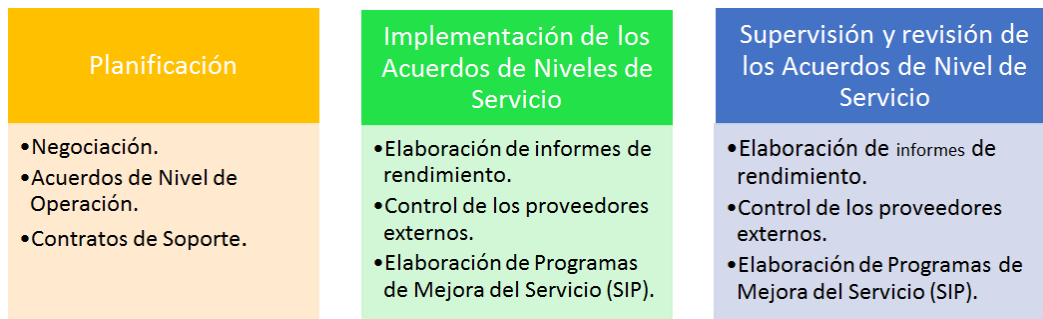 Planificación
•Negociación.
•Acuerdos de Nivel de
Operación.
•Contratos de Soporte.
Implementación de los
Acuerdos de Niveles de
Servicio
•Elaboración de informes de
rendimiento.
•Control de los proveedores
externos.
•Elaboración de Programas
de Mejora del Servicio (SIP).
Supervisión y revisión de
los Acuerdos de Nivel de
Servicio
•Elaboración de informes de
rendimiento.
•Control de los proveedores
externos.
•Elaboración de Programas de
Mejora del Servicio (SIP).